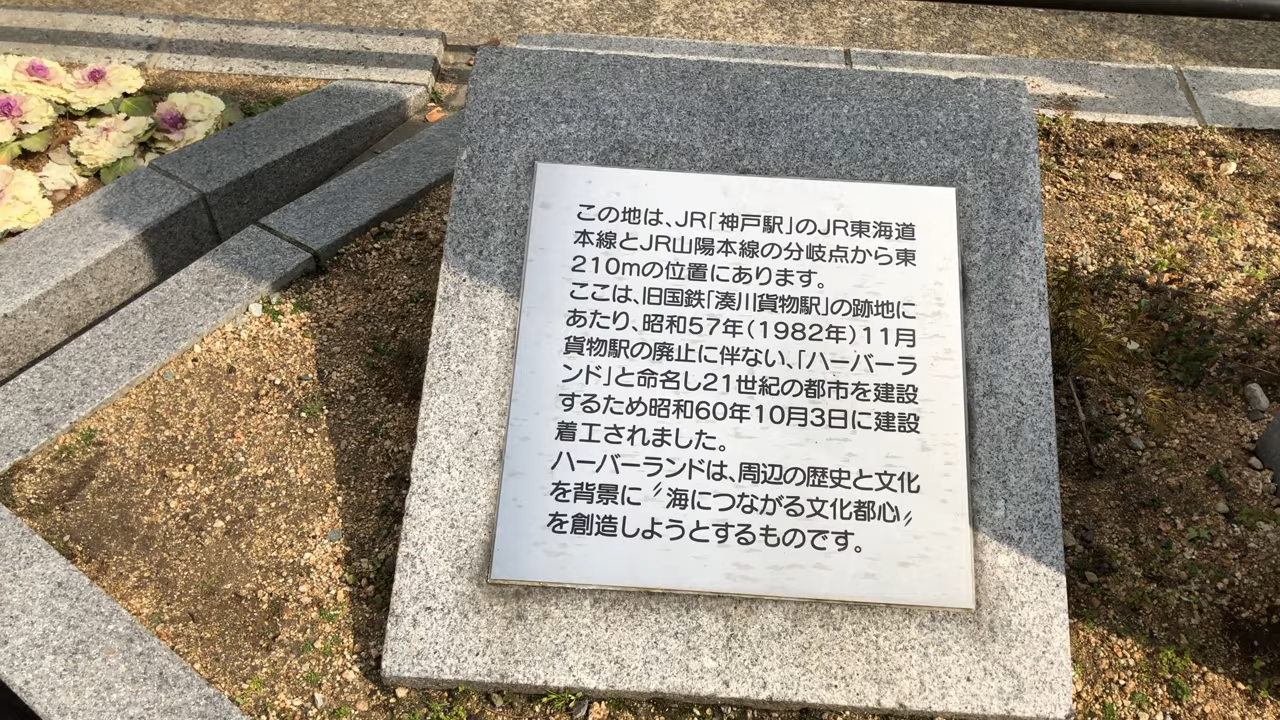 この地は、JR「神戸駅」のJR東海道
本線とJR山陽本線の分岐点から東
210mの位置にあります。
ここは、旧国鉄「湊川貨物駅」の跡地に
あたり、昭和57年(1982年)11月
貨物駅の廃止に伴ない、「ハーバーラ
ンド」と命名し21世紀の都市を建設
するため昭和60年10月3日に建設
着工されました。
ハーバーランドは、周辺の歴史と文化
を背景に〝海につながる文化都心〟
を創造しようとするものです。